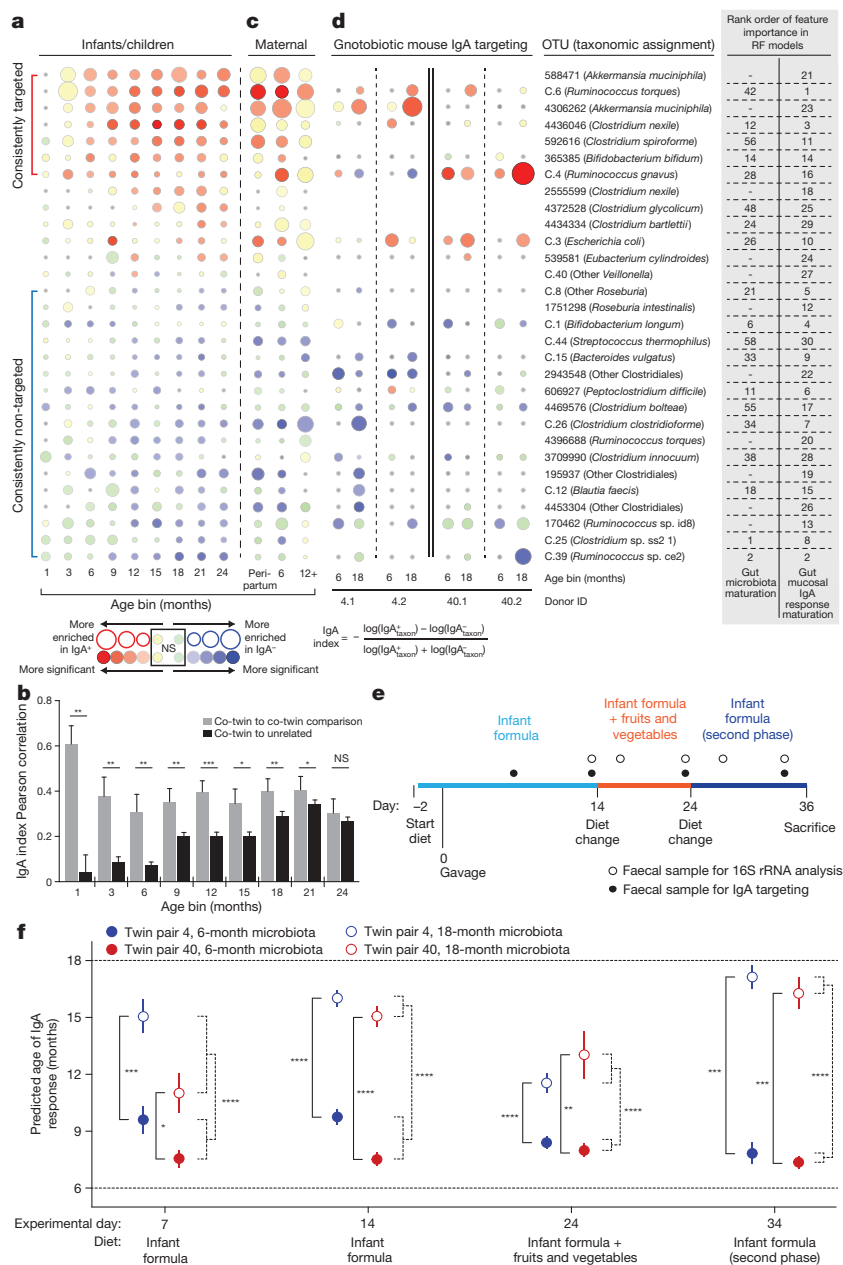 a
Infants/children
c
Maternal
d
Gnotobiotic mouse IgA targeting
OTU (taxonomic assignment)
Rank order of feature
importance in
RF models
Consistently targeted
Consistently non-targeted
588471 (Akkermansia muciniphila) - 21
C.6 (Ruminococcus torques) 42 1
4306262 (Akkermansia muciniphila) - 23
4436046 (Clostridium nexile) 12 3
592616 (Clostridium spiroforme) 56 11
365385 (Bifidobacterium bifidum) 14 14
C.4 (Ruminococcus gnavus) 28 16
2555599 (Clostridium nexile) - 18
4372528 (Clostridium glycolicum) 48 25
4434334 (Clostridium bartlettii) 24 29
C.3 (Escherichia coli) 26 10
539581 (Eubacterium cylindroides) - 24
C.40 (Other Veillonella) - 27
C.8 (Other Roseburia) 21 5
1751298 (Roseburia intestinalis) - 12
C.1 (Bifidobacterium longum) 6 4
C.44 (Streptococcus thermophilus) 58 30
C.15 (Bacteroides vulgatus) 33 9
2943548 (Other Clostridiales) - 22
606927 (Peptoclostridium difficile) 11 6
4469576 (Clostridium bolteae) 55 17
C.26 (Clostridium clostridioforme) 34 7
4396688 (Ruminococcus torques) - 20
3709990 (Clostridium innocuum) 38 28
195937 (Other Clostridiales) - 19
C.12 (Blautia faecis) 18 15
4453304 (Other Clostridiales) - 26
170462 (Ruminococcus sp. id8) - 13
C.25 (Clostridium sp. ss2 1) 1 8
C.39 (Ruminococcus sp. ce2) 2 2
1 3 6 9 12 15 18 21 24
Peri-
partum 6 12+
6 18 6 18 6 18 6 18
Age bin (months)
4.1 4.2 40.1 40.2
Donor ID
Gut
microbiota
maturation
Gut
mucosal
IgA
response
maturation
Age bin (months)
More
enriched
in IgA+
NS
More
enriched
in IgA−
More significant
More significant
IgA
index = − log(IgA+taxon) − log(IgA−taxon)
log(IgA+taxon) + log(IgA−taxon)
b
IgA index Pearson correlation
0.8
0.6
0.4
0.2
0
Co-twin to co-twin comparison
Co-twin to unrelated
** ** ** ** *** * ** * NS
1 3 6 9 12 15 18 21 24
Age bin (months)
e
Infant
formula
Infant formula
+ fruits and
vegetables
Infant
formula
(second phase)
Day: −2 14 24 36
Start
diet
0
Gavage
Diet
change
Diet
change
Sacrifice
Faecal sample for 16S rRNA analysis
Faecal sample for IgA targeting
f
Twin pair 4, 6-month microbiota
Twin pair 4, 18-month microbiota
Twin pair 40, 6-month microbiota
Twin pair 40, 18-month microbiota
Predicted age of IgA
response (months)
18
15
12
9
6
*** * ****
**** **** ****
**** ** ****
*** *** ****
Experimental day: 7 14 24 34
Diet:
Infant
formula
Infant
formula
Infant formula +
fruits and vegetables
Infant formula
(second phase)